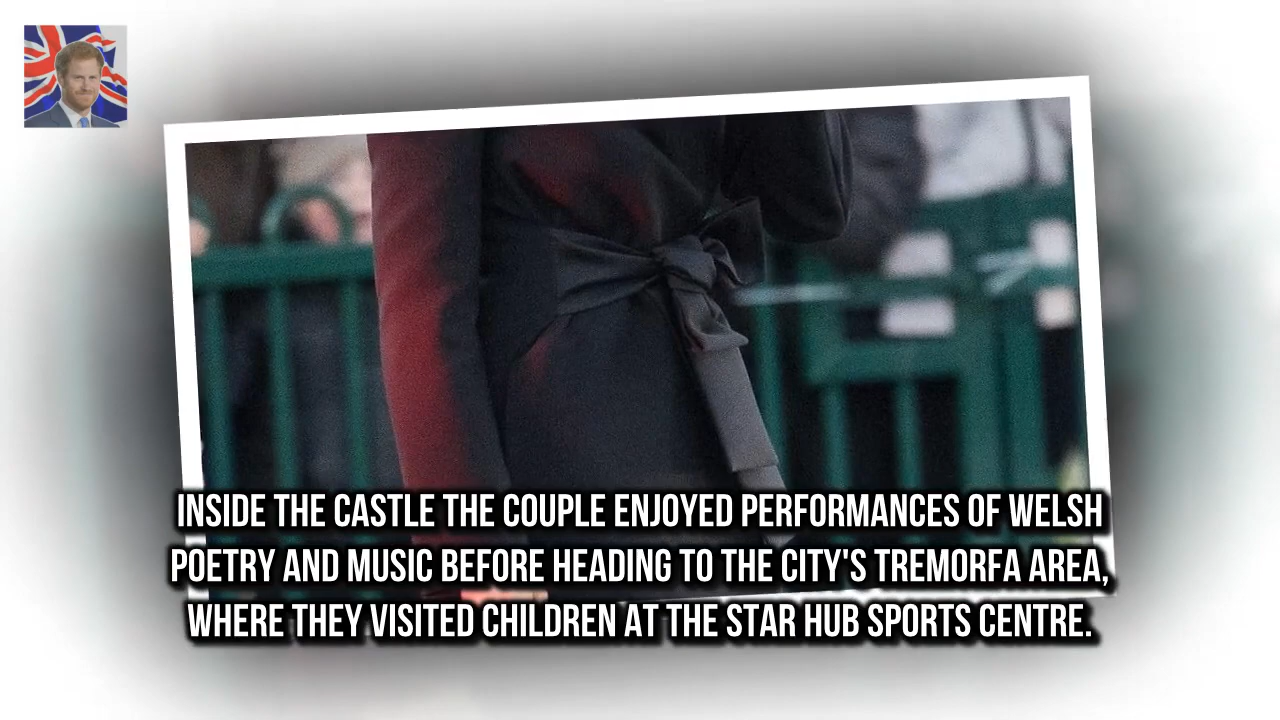 INSIDE THE CASTLE THE COUPLE ENJOYED PERFORMANCES OF WELSH
POETRY AND MUSIC BEFORE HEADING TO THE CITY'S TREMORFA AREA,
WHERE THEY VISITED CHILDREN AT THE STAR HUB SPORTS CENTRE.